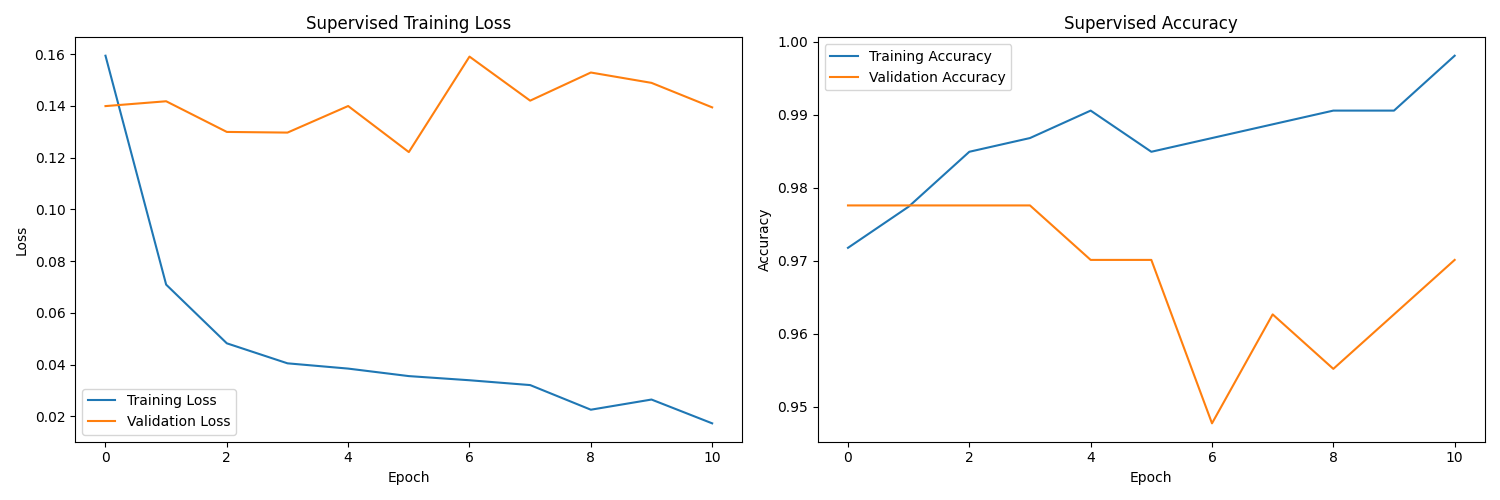 Supervised Training Loss
0.16
0.14
0.12
0.10
0.08
0.06
0.04
0.02
Loss
Training Loss
Validation Loss
0 2 4 6 8 10
Epoch
Supervised Accuracy
1.00
0.99
0.98
0.97
0.96
0.95
Accuracy
Training Accuracy
Validation Accuracy
0 2 4 6 8 10
Epoch